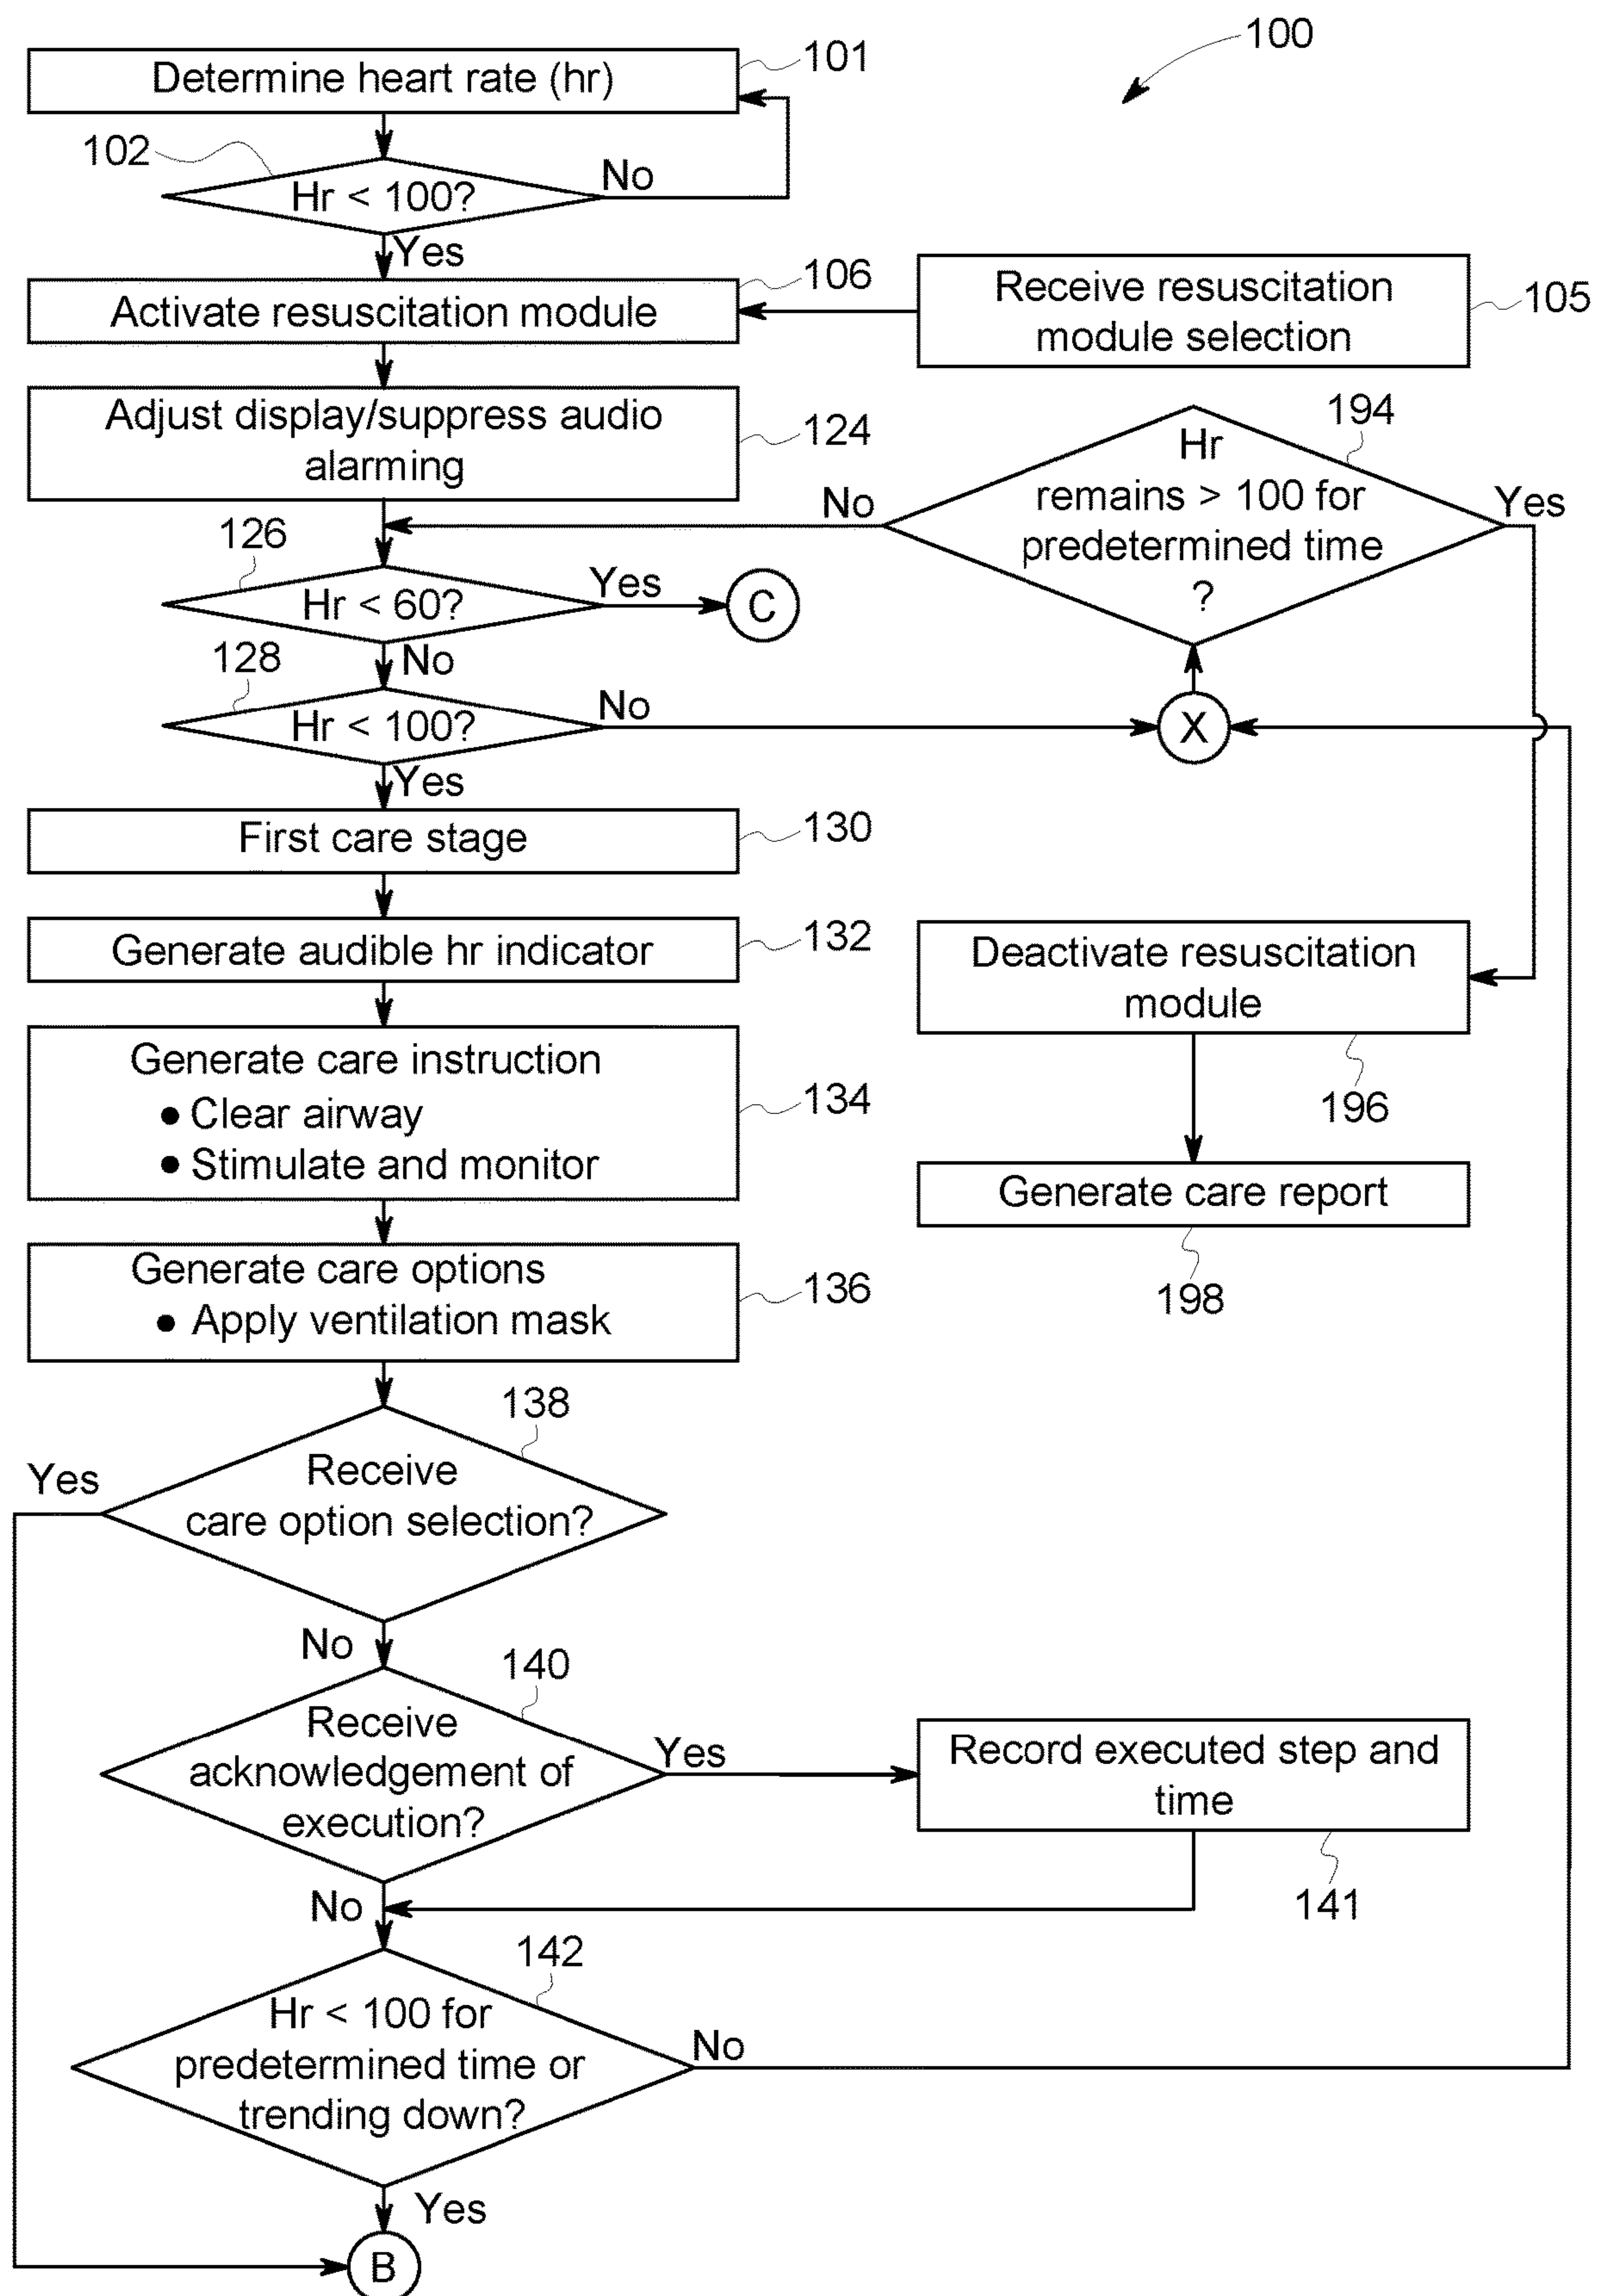 100
Determine heart rate (hr)
101
102
Hr < 100?
No
Yes
Activate resuscitation module
106
Receive resuscitation
module selection
105
Adjust display/suppress audio
alarming
124
Hr
remains > 100 for
predetermined time
?
194
No
Yes
126
Hr < 60?
Yes
C
No
128
Hr < 100?
No
X
Yes
First care stage
130
Generate audible hr indicator
132
Deactivate resuscitation
module
196
Generate care instruction
● Clear airway
● Stimulate and monitor
134
Generate care report
198
Generate care options
● Apply ventilation mask
136
138
Receive
care option selection?
Yes
No
140
Receive
acknowledgement of
execution?
Yes
Record executed step and
time
141
No
142
Hr < 100 for
predetermined time or
trending down?
No
Yes
B